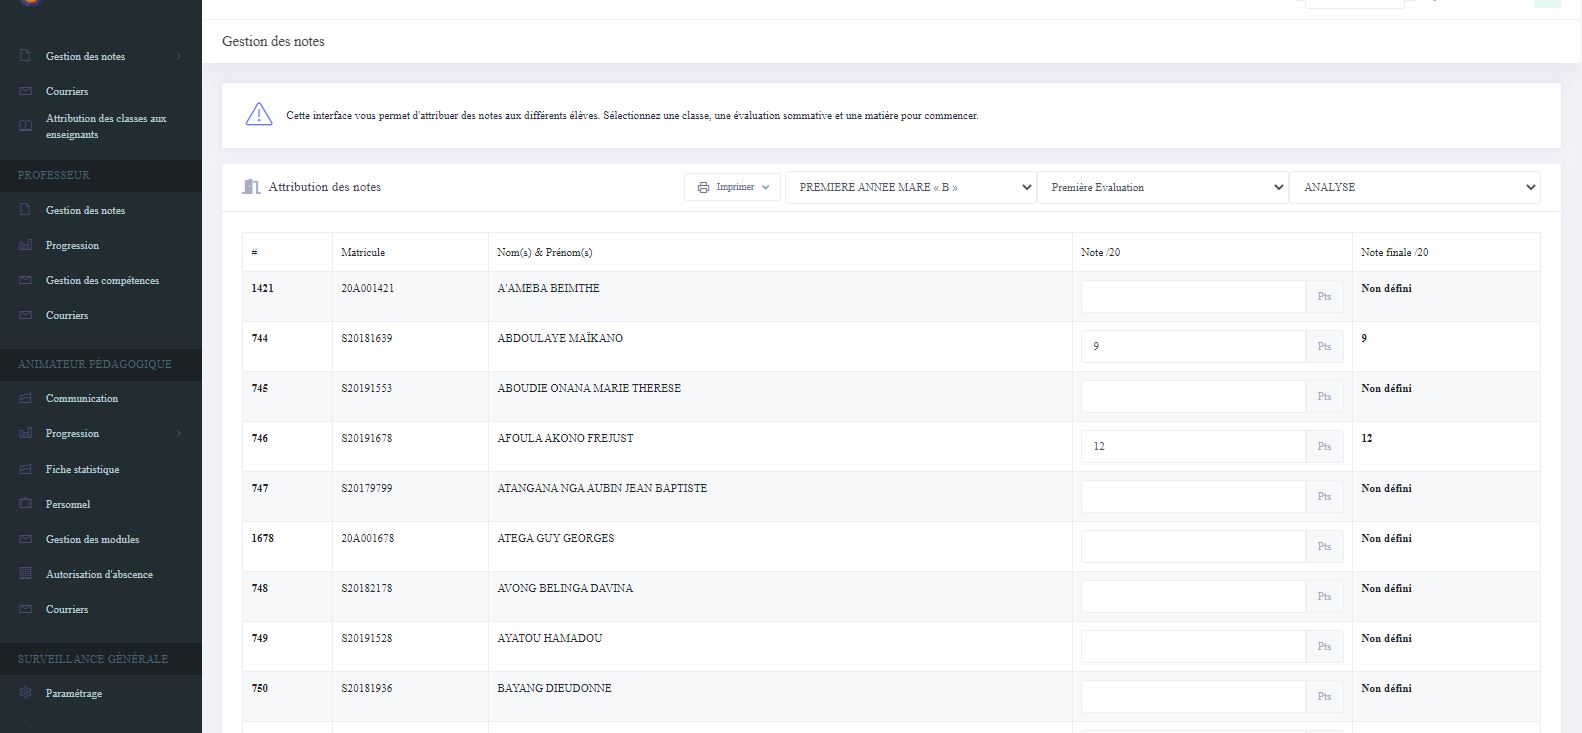 Gestion des notes
Courriers
Attribution des classes aux
enseignants
PROFESSEUR
Gestion des notes
Progression
Gestion des compétences
Courriers
ANIMATEUR PÉDAGOGIQUE
Communication
Progression
Fiche statistique
Personnel
Gestion des modules
Autorisation d'abscence
Courriers
SURVEILLANCE GÉNÉRALE
Paramétrage
Gestion des notes
Cette interface vous permet d'attribuer des notes aux différents élèves. Sélectionnez une classe, une évaluation sommative et une matière pour commencer.
Attribution des notes Imprimer PREMIERE ANNEE MARE « B » Première Evaluation ANALYSE
# Matricule Nom(s) & Prénom(s) Note /20 Note finale /20
1421 20A001421 A'AMEBA BEIMTHE Pts Non défini
744 S20181639 ABDOULAYE MAÏKANO 9 Pts 9
745 S20191553 ABOUDIE ONANA MARIE THERESE Pts Non défini
746 S20191678 AFOULA AKONO FREJUST 12 Pts 12
747 S20179799 ATANGANA NGA AUBIN JEAN BAPTISTE Pts Non défini
1678 20A001678 ATEGA GUY GEORGES Pts Non défini
748 S20182178 AVONG BELINGA DAVINA Pts Non défini
749 S20191528 AYATOU HAMADOU Pts Non défini
750 S20181936 BAYANG DIEUDONNE Pts Non défini